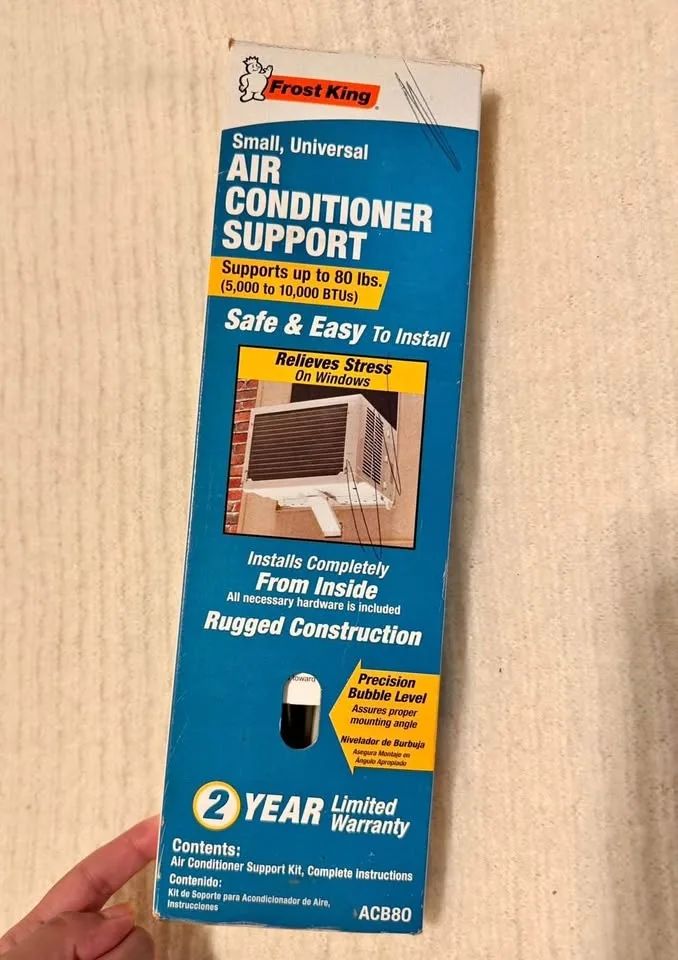 Frost King
Small, Universal
AIR
CONDITIONER
SUPPORT
Supports up to 80 lbs.
(5,000 to 10,000 BTUs)
Safe & Easy To Install
Relieves Stress
On Windows
Installs Completely
From Inside
All necessary hardware is included
Rugged Construction
toward
Precision
Bubble Level
Assures proper
mounting angle
Nivelador de Burbuja
Asegura Montaje en
Ángulo Apropiado
2 YEAR Limited
Warranty
Contents:
Air Conditioner Support Kit, Complete Instructions
Contenido:
Kit de Soporte para Acondicionador de Aire,
Instrucciones
ACB80